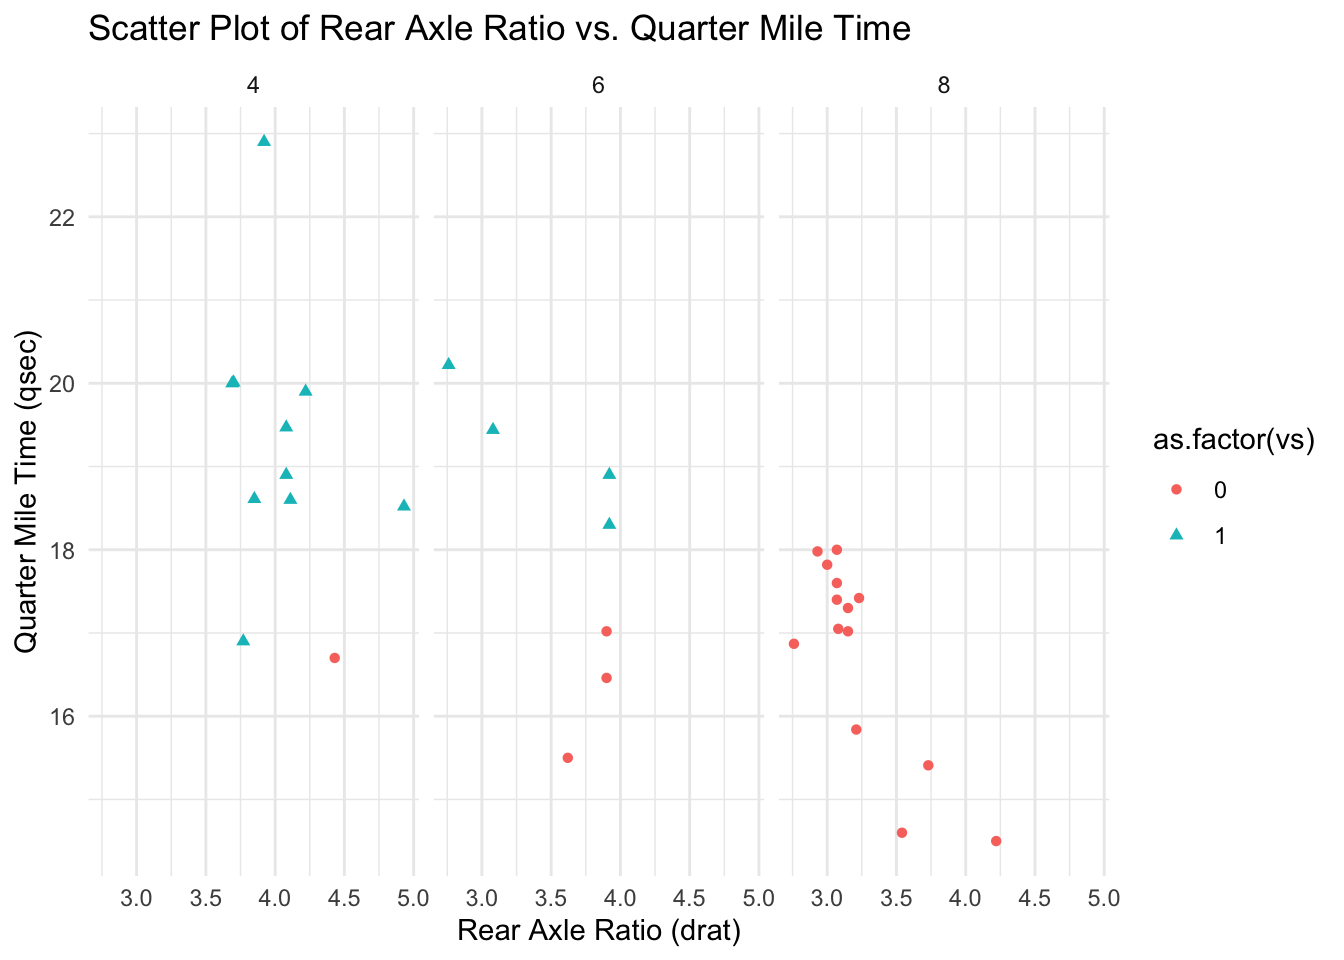 Scatter Plot of Rear Axle Ratio vs. Quarter Mile Time
4 6 8
22
20
18
16
Quarter Mile Time (qsec)
3.0 3.5 4.0 4.5 5.0 3.0 3.5 4.0 4.5 5.0 3.0 3.5 4.0 4.5 5.0
Rear Axle Ratio (drat)
as.factor(vs)
0
1